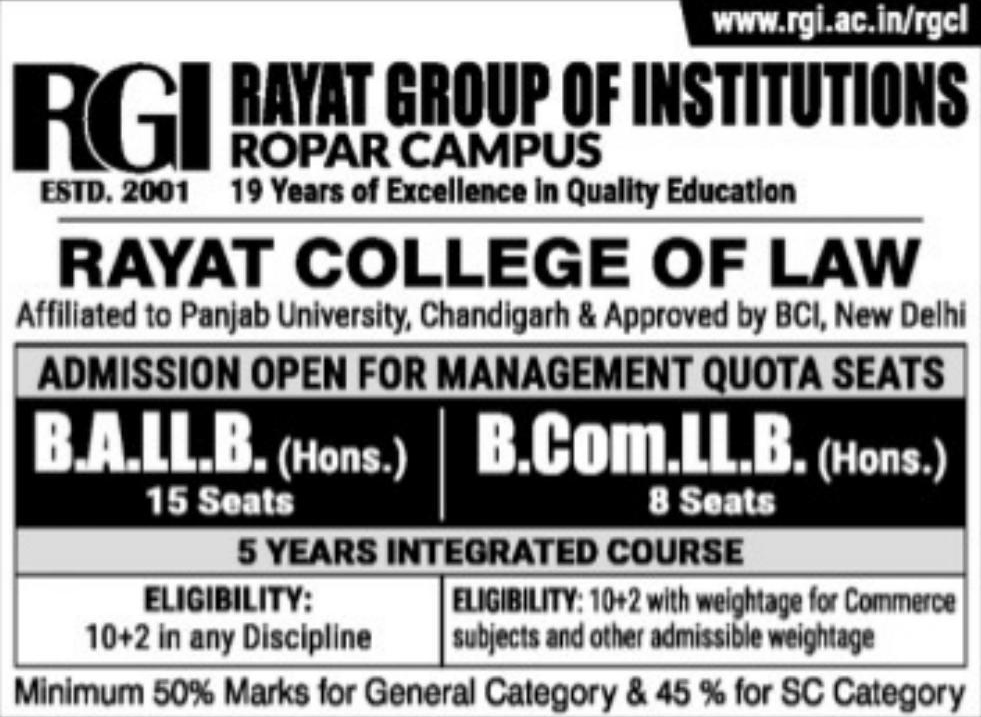 www.rgi.ac.in/rgcl
RGI
ESTD. 2001
RAYAT GROUP OF INSTITUTIONS
ROPAR CAMPUS
19 Years of Excellence in Quality Education
RAYAT COLLEGE OF LAW
Affiliated to Panjab University, Chandigarh & Approved by BCI, New Delhi
ADMISSION OPEN FOR MANAGEMENT QUOTA SEATS
B.A.LL.B. (Hons.)
15 Seats
B.Com.LL.B. (Hons.)
8 Seats
5 YEARS INTEGRATED COURSE
ELIGIBILITY:
10+2 in any Discipline
ELIGIBILITY: 10+2 with weightage for Commerce
subjects and other admissible weightage
Minimum 50% Marks for General Category & 45 % for SC Category